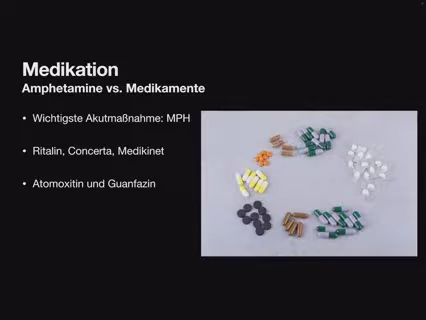 Medikation
Amphetamine vs. Medikamente
• Wichtigste Akutmaßnahme: MPH
• Ritalin, Concerta, Medikinet
• Atomoxitin und Guanfazin